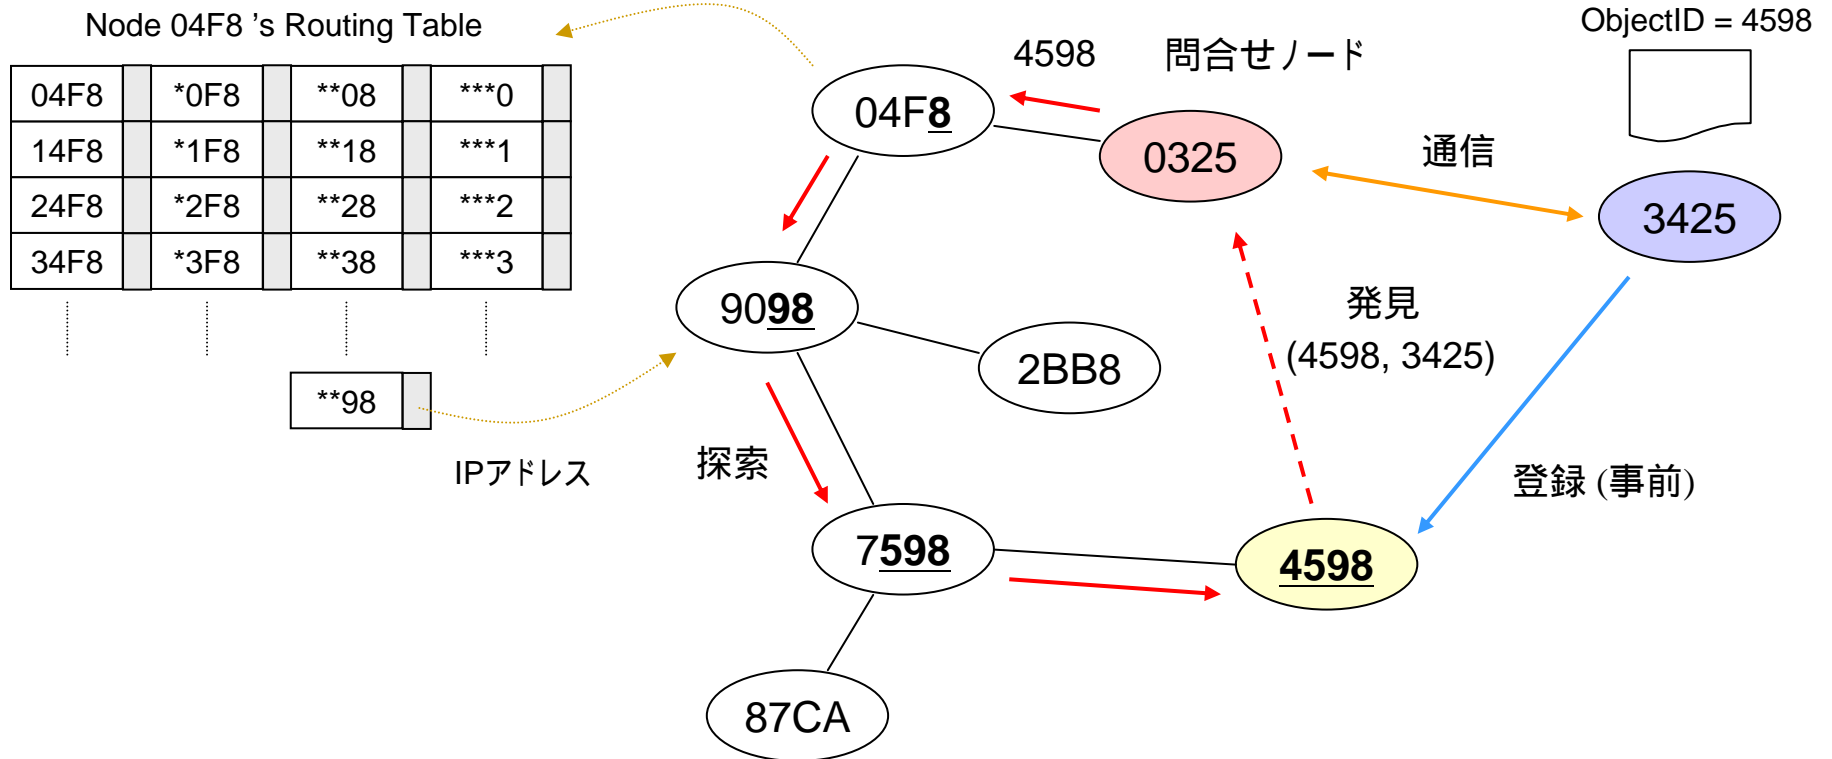 Node 04F8 's Routing Table
04F8 *0F8 **08 ***0
14F8 *1F8 **18 ***1
24F8 *2F8 **28 ***2
34F8 *3F8 **38 ***3
**98
IPアドレス
4598
問合せノード
ObjectID = 4598
04F8
0325
通信
3425
9098
発見
(4598, 3425)
2BB8
探索
登録 (事前)
7598
4598
87CA